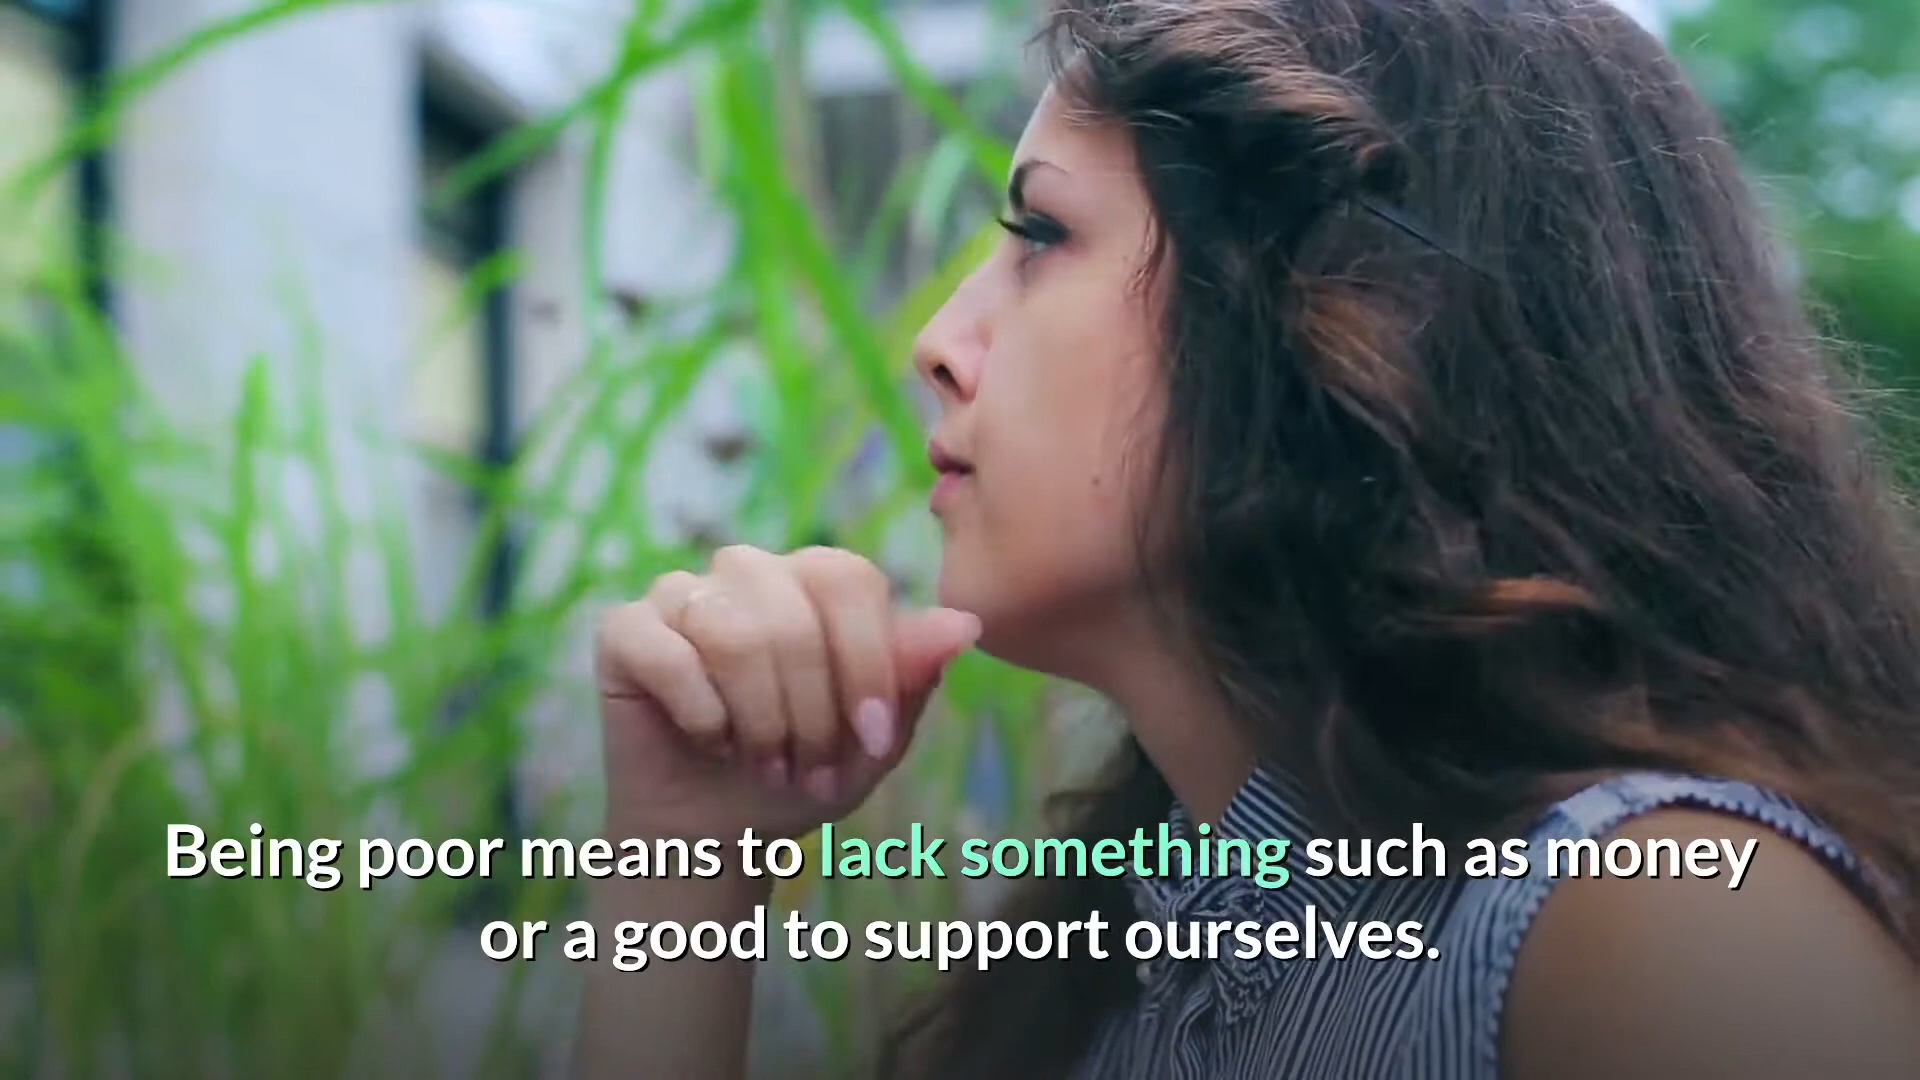 Being poor means to lack something such as money
or a good to support ourselves.